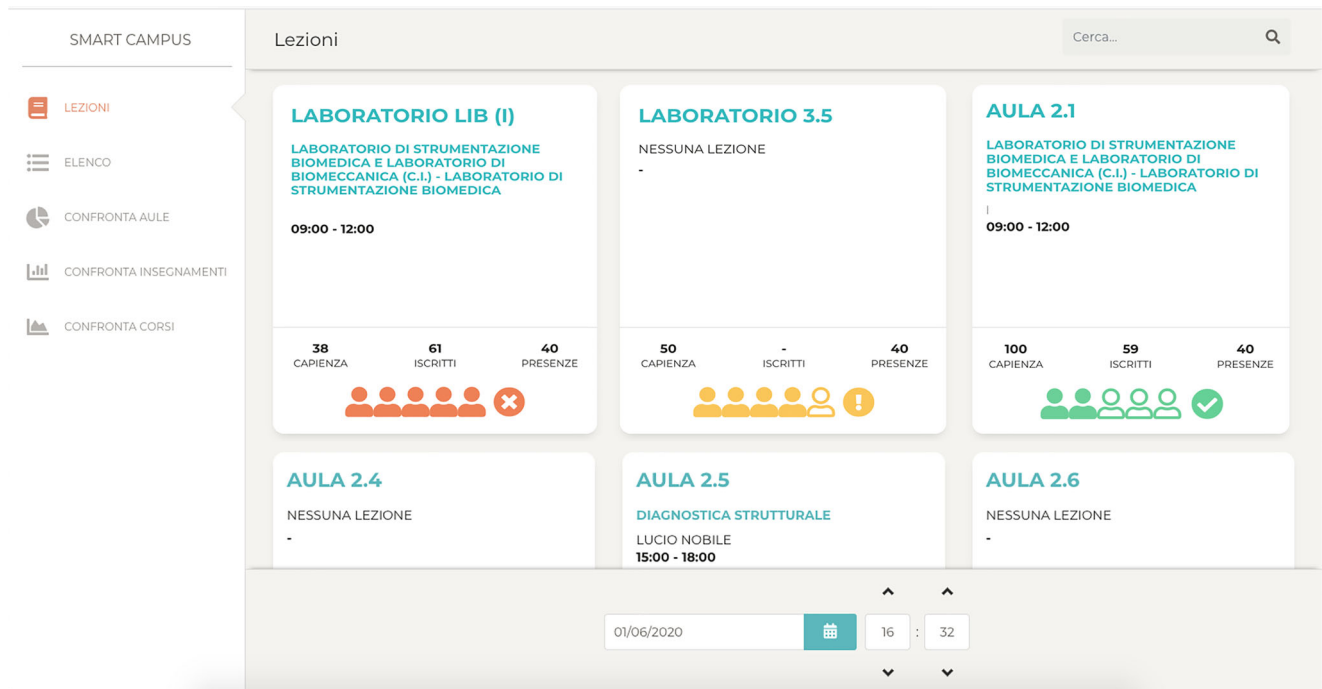 SMART CAMPUS
LEZIONI
ELENCO
CONFRONTA AULE
CONFRONTA INSEGNAMENTI
CONFRONTA CORSI
Lezioni
Cerca...
LABORATORIO LIB (I)
LABORATORIO DI STRUMENTAZIONE
BIOMEDICA E LABORATORIO DI
BIOMECCANICA (C.I.) - LABORATORIO DI
STRUMENTAZIONE BIOMEDICA
09:00 - 12:00
38 61 40
CAPIENZA ISCRITTI PRESENZE
LABORATORIO 3.5
NESSUNA LEZIONE
-
50 - 40
CAPIENZA ISCRITTI PRESENZE
AULA 2.1
LABORATORIO DI STRUMENTAZIONE
BIOMEDICA E LABORATORIO DI
BIOMECCANICA (C.I.) - LABORATORIO DI
STRUMENTAZIONE BIOMEDICA
|
09:00 - 12:00
100 59 40
CAPIENZA ISCRITTI PRESENZE
AULA 2.4
NESSUNA LEZIONE
-
AULA 2.5
DIAGNOSTICA STRUTTURALE
LUCIO NOBILE
15:00 - 18:00
AULA 2.6
NESSUNA LEZIONE
-
01/06/2020 16 : 32